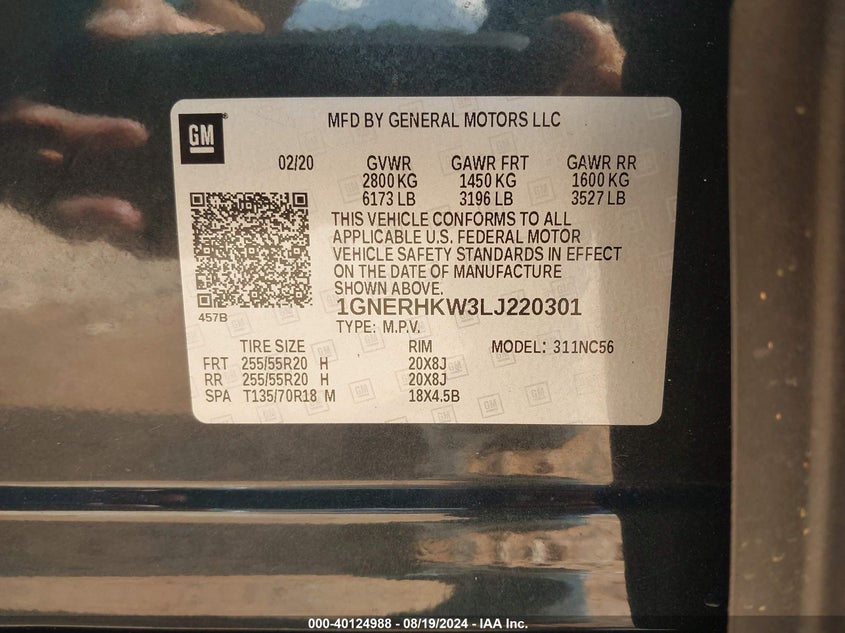 GM
MFD BY GENERAL MOTORS LLC
02/20 GVWR GAWR FRT GAWR RR
2800 KG 1450 KG 1600 KG
6173 LB 3196 LB 3527 LB
THIS VEHICLE CONFORMS TO ALL
APPLICABLE U.S. FEDERAL MOTOR
VEHICLE SAFETY STANDARDS IN EFFECT
ON THE DATE OF MANUFACTURE
SHOWN ABOVE.
1GNERHKW3LJ220301
457B
TYPE: M.P.V.
TIRE SIZE RIM MODEL: 311NC56
FRT 255/55R20 H 20X8J
RR 255/55R20 H 20X8J
SPA T135/70R18 M 18X4.5B
000-40124988 - 08/19/2024 - IAA Inc.